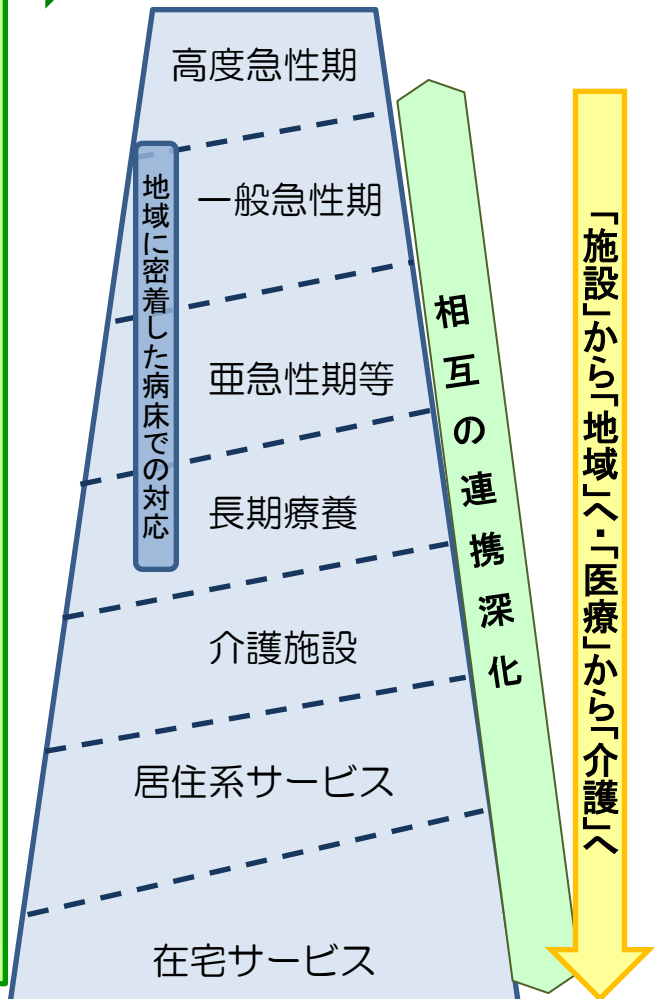 高度急性期
一般急性期
亜急性期等
長期療養
介護施設
居住系サービス
在宅サービス
地域に密着した病床での対応
相互の連携深化
「施設」から「地域」へ・「医療」から「介護」へ